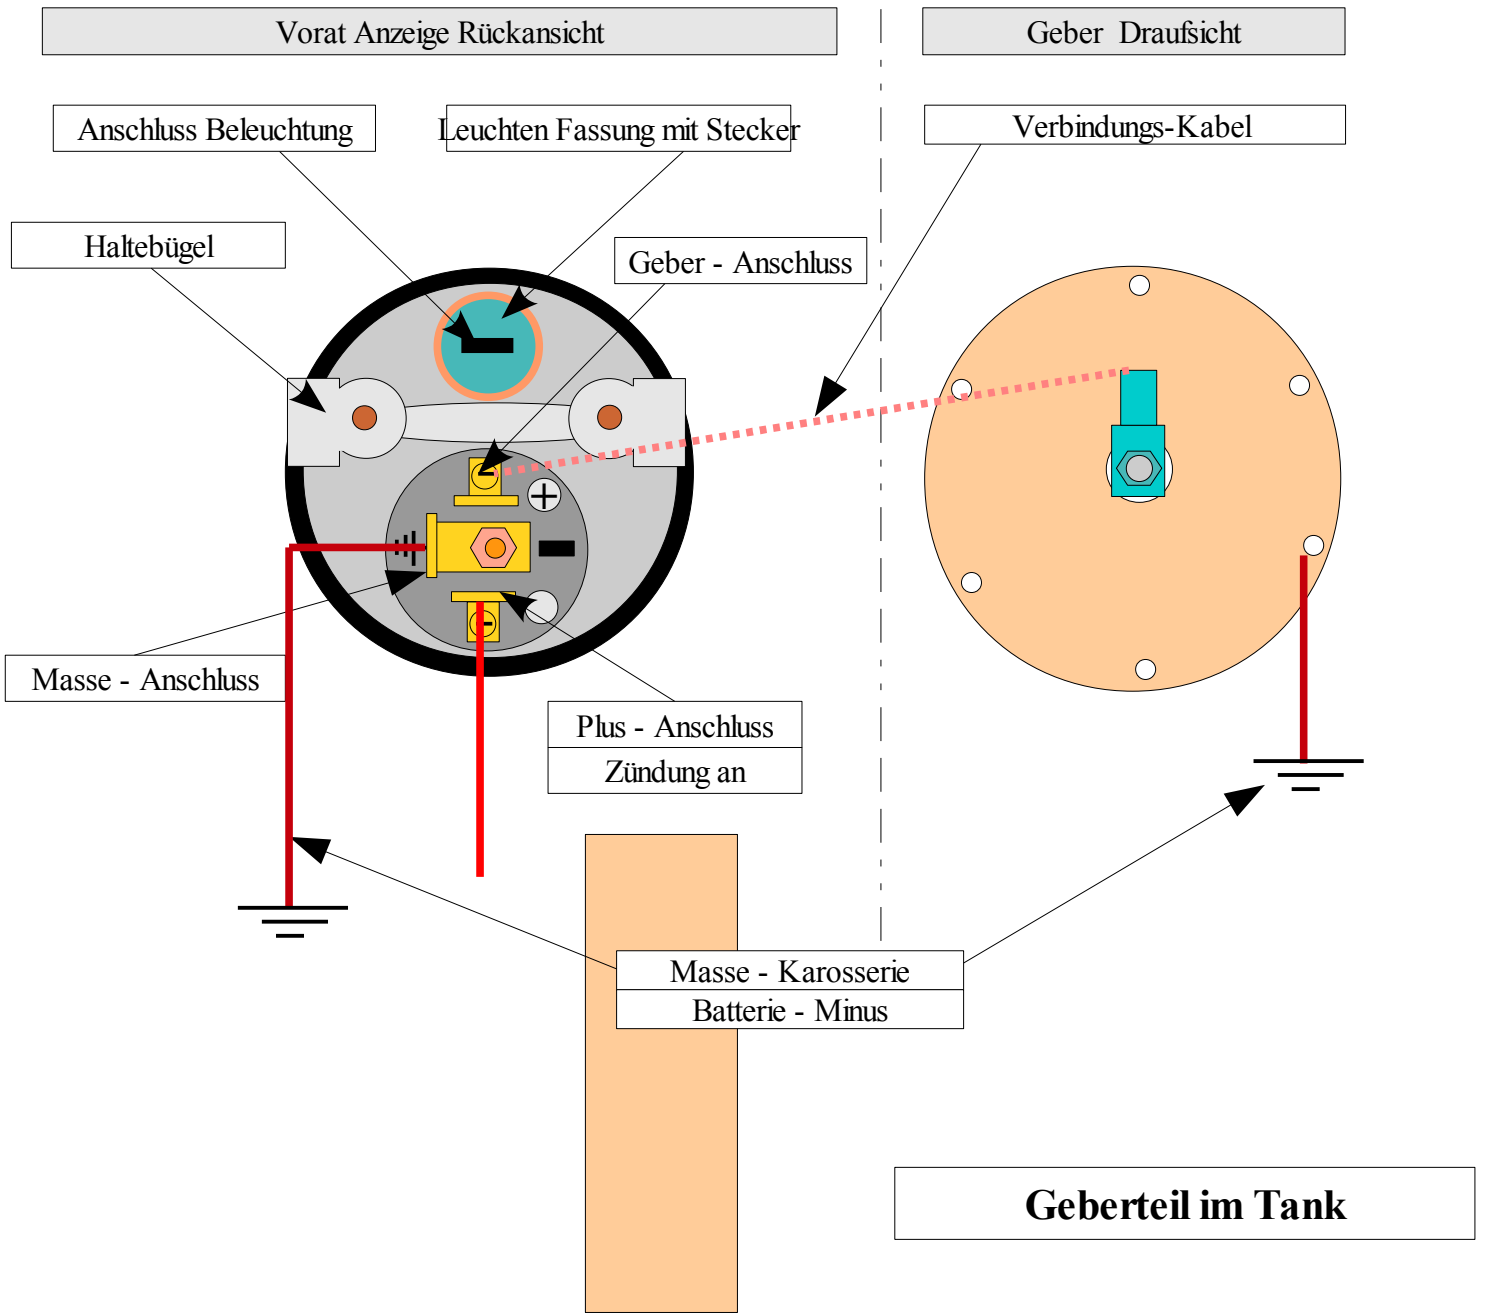 Vorat Anzeige Rückansicht
Geber Draufsicht
Anschluss Beleuchtung
Leuchten Fassung mit Stecker
Verbindungs-Kabel
Haltebügel
Geber - Anschluss
Masse - Anschluss
Plus - Anschluss
Zündung an
Masse - Karosserie
Batterie - Minus
Geberteil im Tank